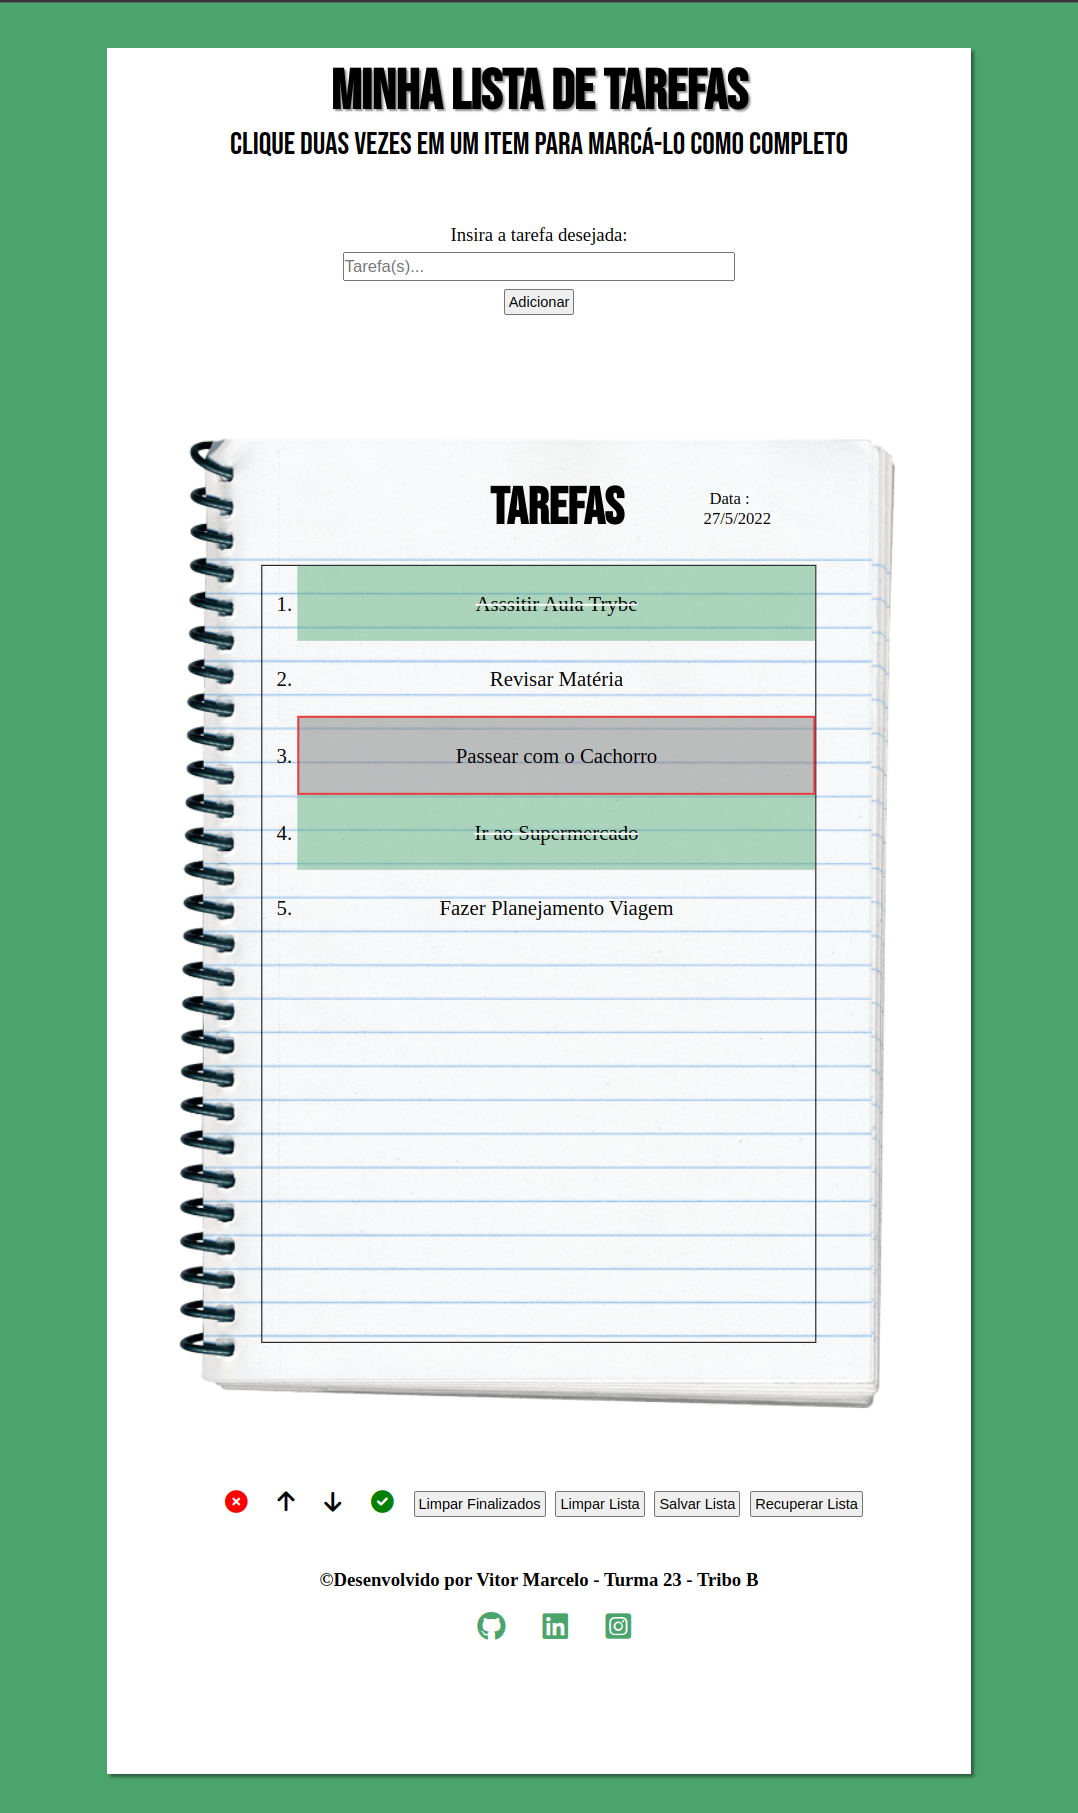 MINHA LISTA DE TAREFAS
CLIQUE DUAS VEZES EM UM ITEM PARA MARCÁ-LO COMO COMPLETO
Insira a tarefa desejada:
Tarefa(s)...
Adicionar
TAREFAS
Data :
27/5/2022
1. Asssitir Aula Trybe
2. Revisar Matéria
3. Passear com o Cachorro
4. Ir ao Supermercado
5. Fazer Planejamento Viagem
Limpar Finalizados Limpar Lista Salvar Lista Recuperar Lista
©Desenvolvido por Vitor Marcelo - Turma 23 - Tribo B